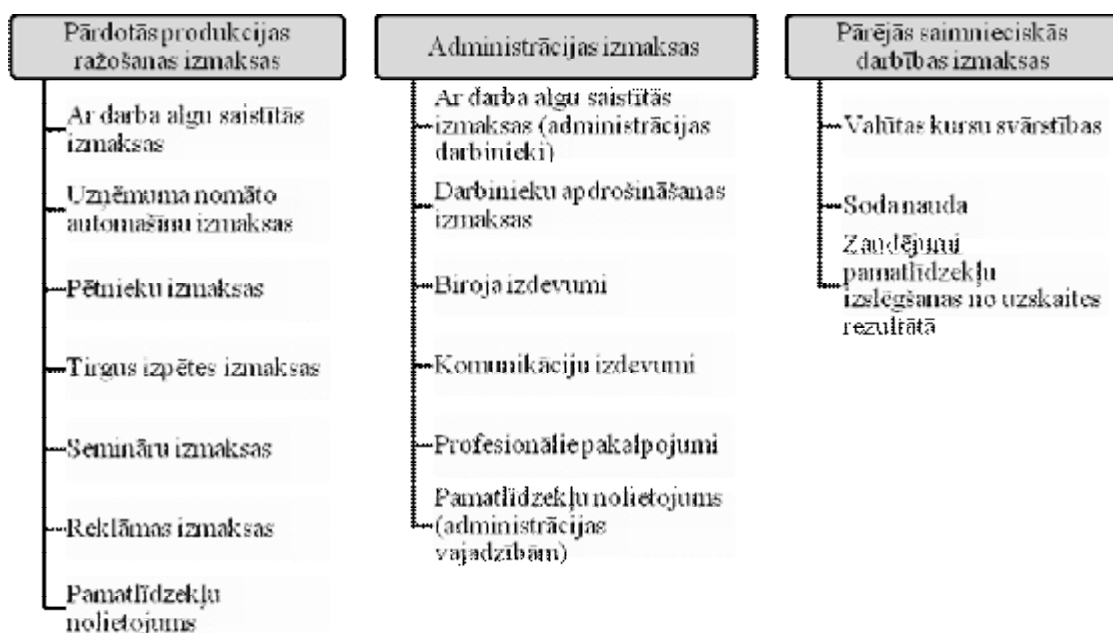 Pārdotās produkcijas
ražošanas izmaksas
Ar darba algu saistītās
izmaksas
Uzņēmuma nomāto
automašīnu izmaksas
Pētnieku izmaksas
Tirgus izpētes izmaksas
Semināru izmaksas
Reklāmas izmaksas
Pamatlīdzekļu
nolietojums
Administrācijas izmaksas
Ar darba algu saistītās
izmaksas (administrācijas
darbinieki)
Darbinieku apdrošināšanas
izmaksas
Biroja izdevumi
Komunikāciju izdevumi
Profesionālie pakalpojumi
Pamatlīdzekļu nolietojums
(administrācijas
vajadzībām)
Pārējās saimnieciskās
darbības izmaksas
Valūtas kursu svārstības
Soda nauda
Zaudējumi
pamatlīdzekļu
izslēgšanas no uzskaites
rezultātā